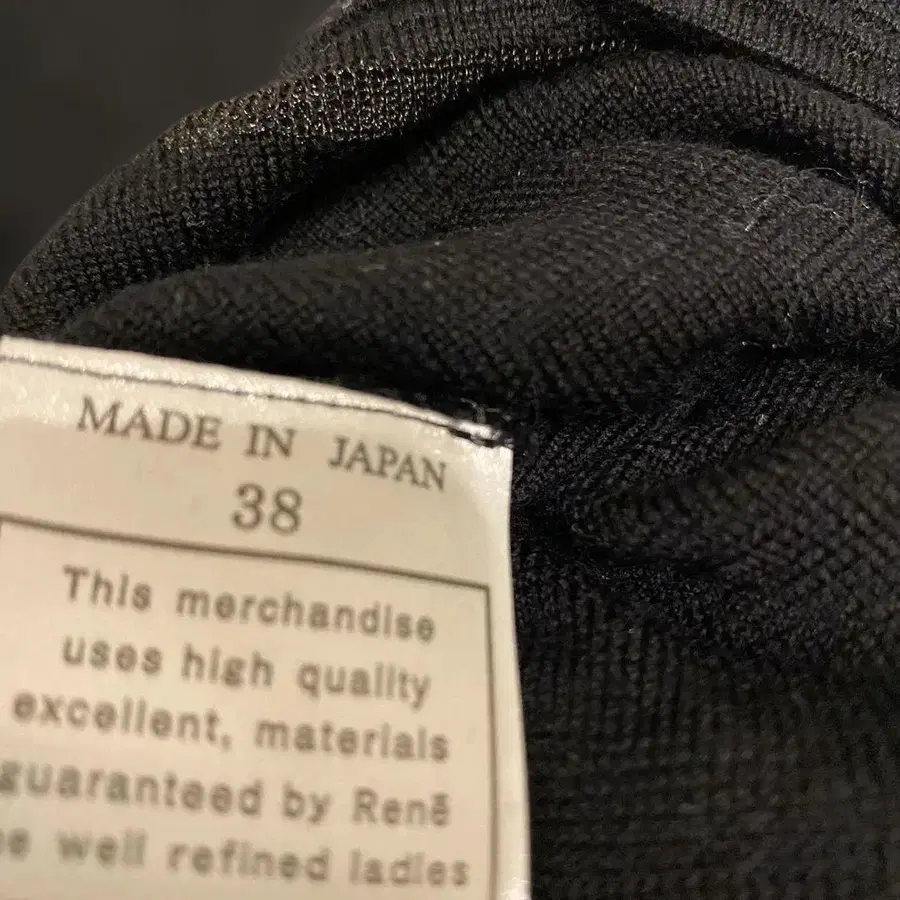 MADE IN JAPAN
38
This merchandise
uses high quality
excellent, materials
guaranteed by Renē
well refined ladies